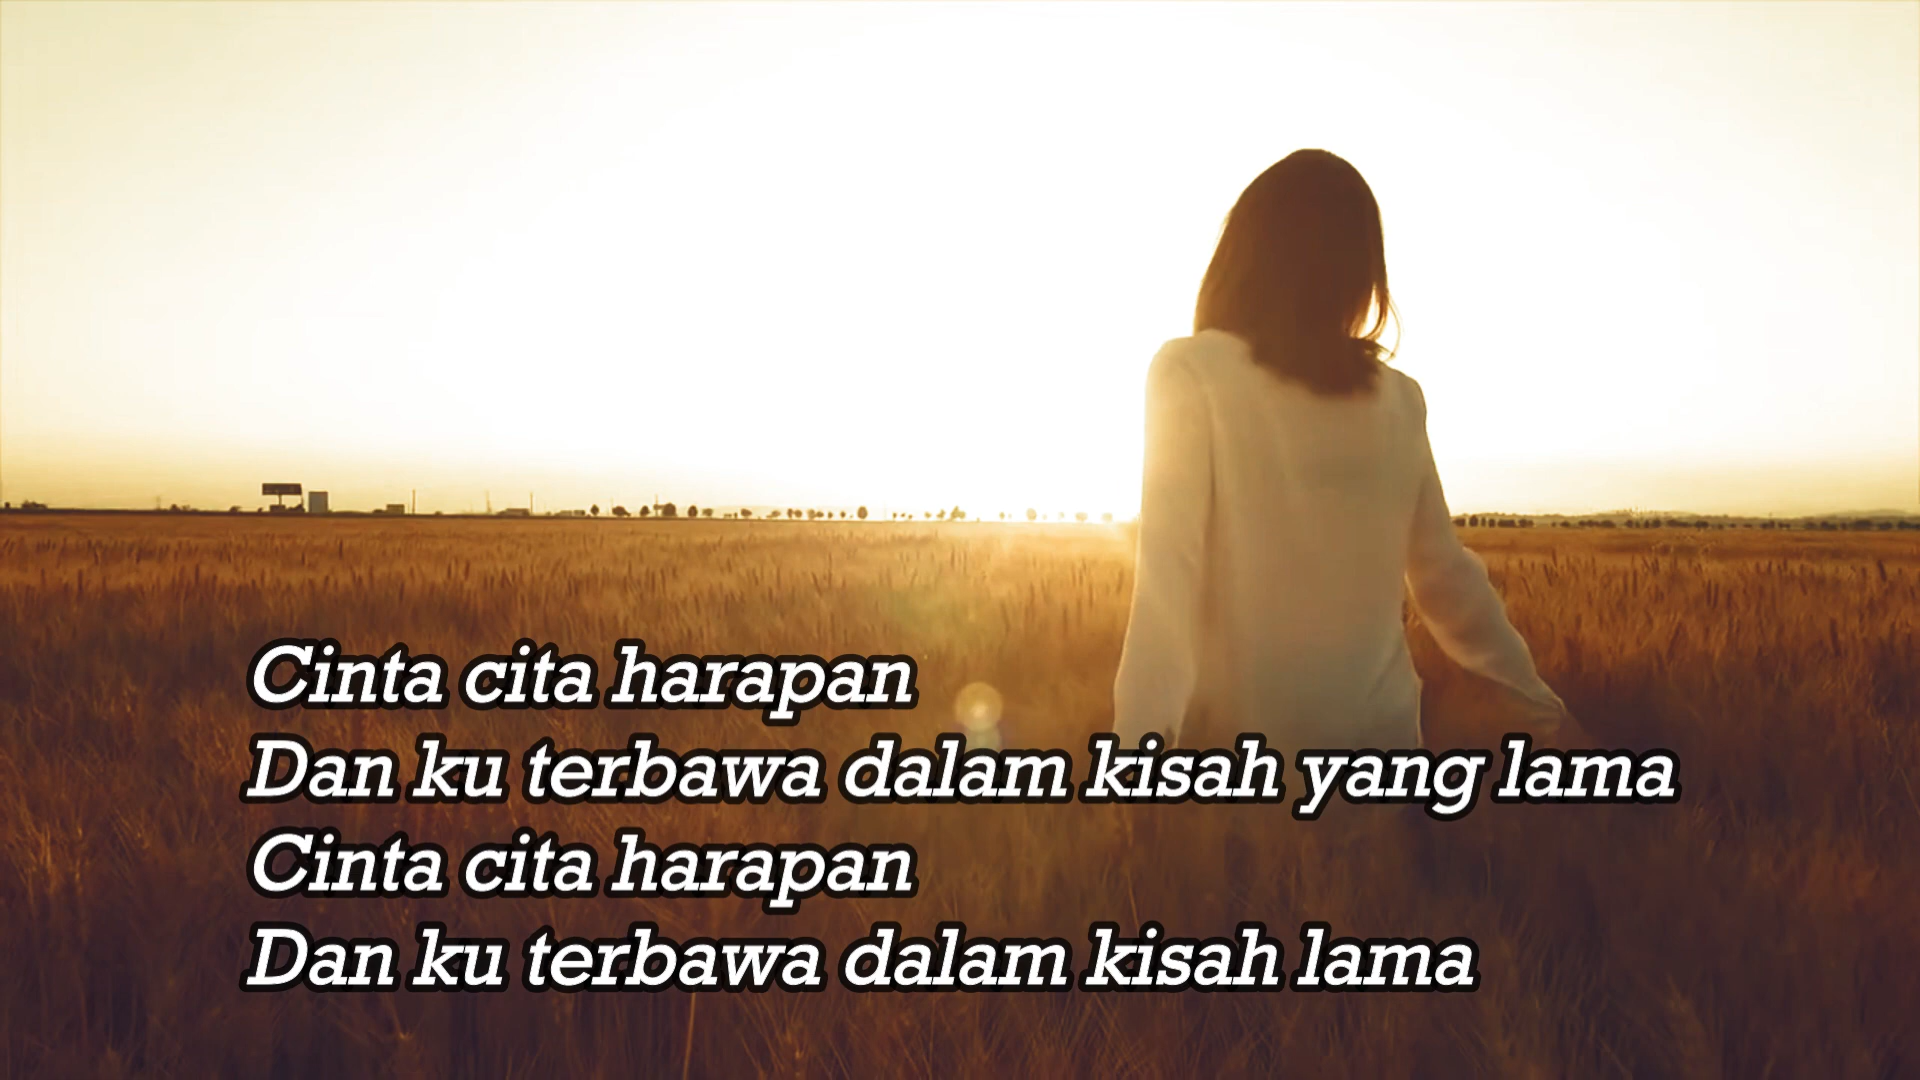 Cinta cita harapan
Dan ku terbawa dalam kisah yang lama
Cinta cita harapan
Dan ku terbawa dalam kisah lama